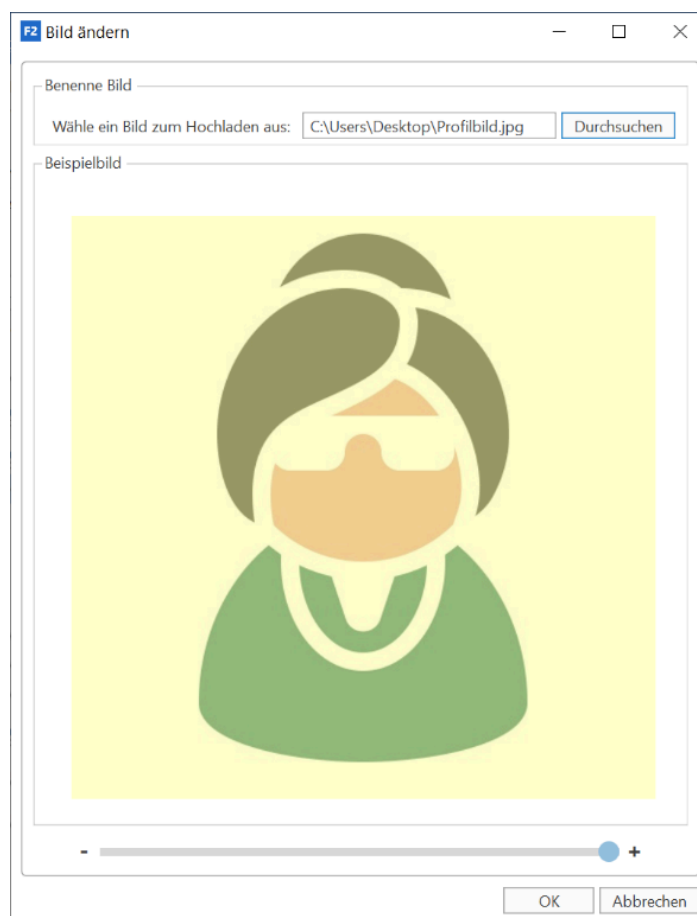 F2 Bild ändern
Benenne Bild
Wähle ein Bild zum Hochladen aus: C:\Users\Desktop\Profilbild.jpg Durchsuchen
Beispielbild
- +
OK Abbrechen